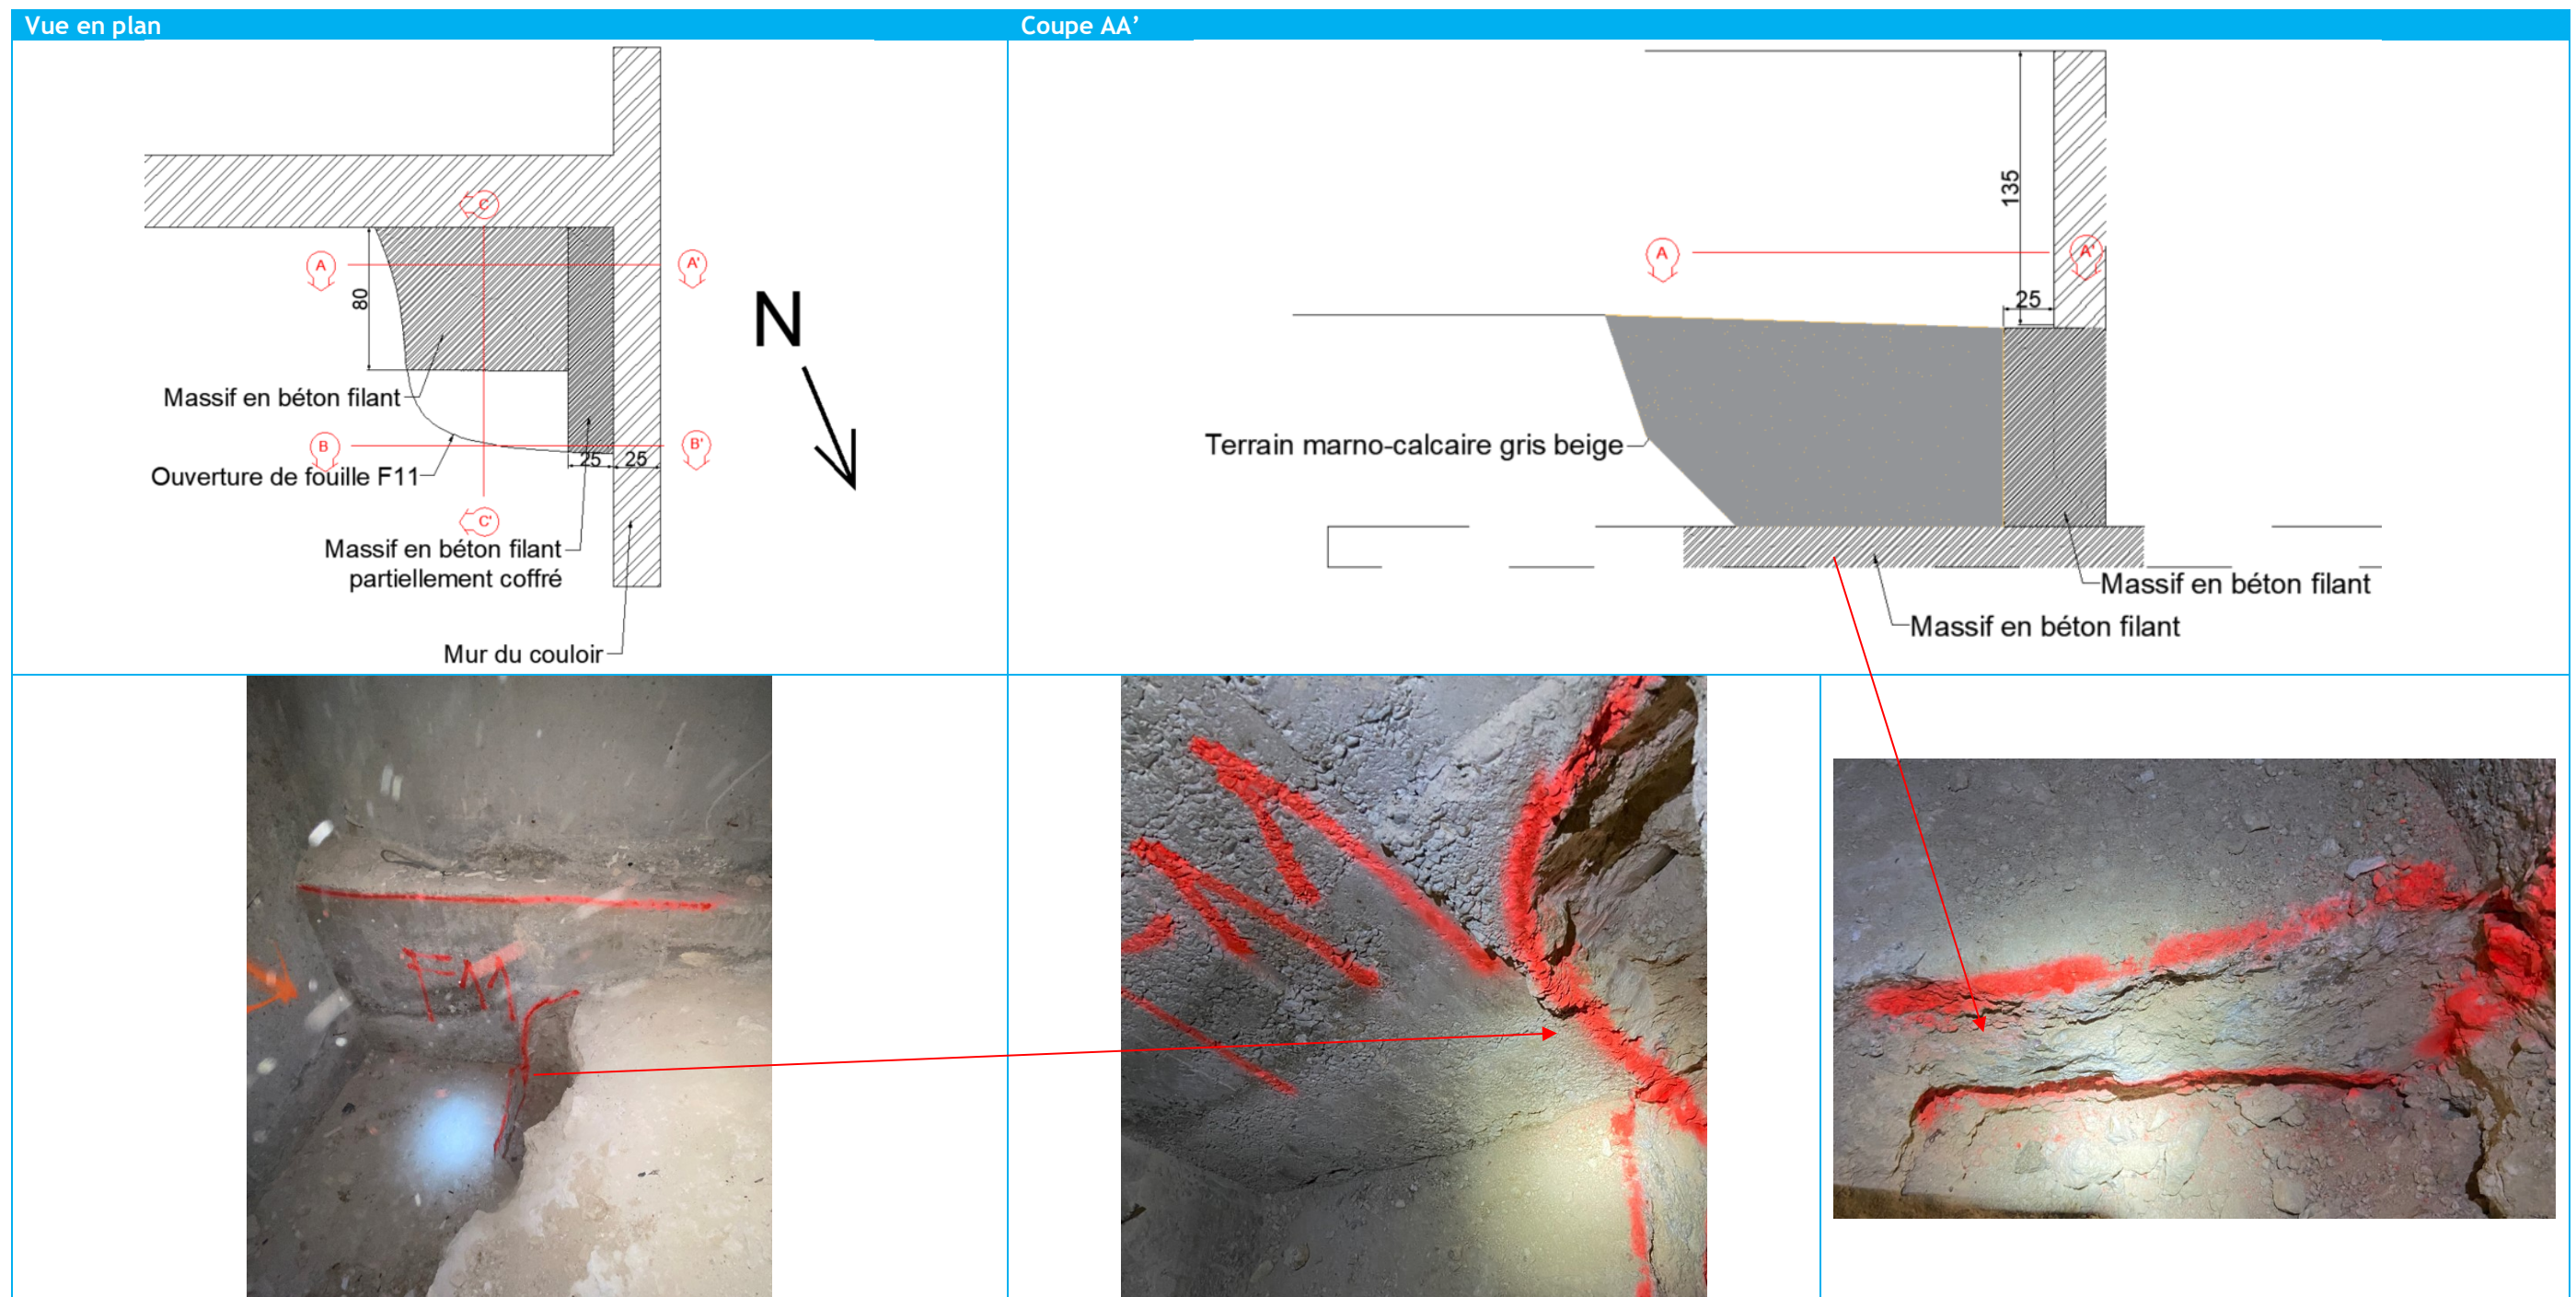 Vue en plan
Coupe AA’
C
A
A'
80
N
Massif en béton filant
B
B'
25
25
Ouverture de fouille F11
C'
Massif en béton filant
partiellement coffré
Mur du couloir
135
A
A'
25
Terrain marno-calcaire gris beige
Massif en béton filant
Massif en béton filant
F11